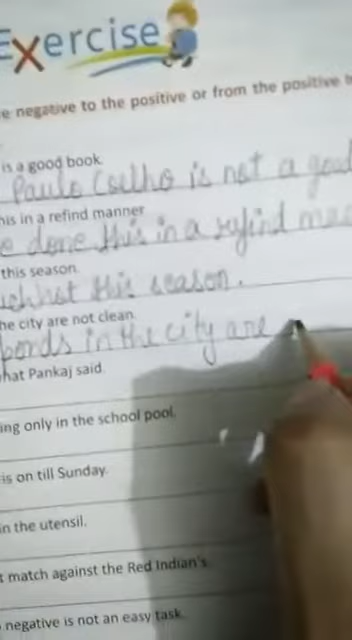 Exercise
e negative to the positive or from the positive
is a good book
Paulo Coelho is not a good
his in a refind manner
e done this in a refind
this season.
hot this season.
he city are not clean.
ponds in the city are
hat Pankaj said
ing only in the school pool.
is on till Sunday.
in the utensil.
t match against the Red Indian's
negative is not an easy task.